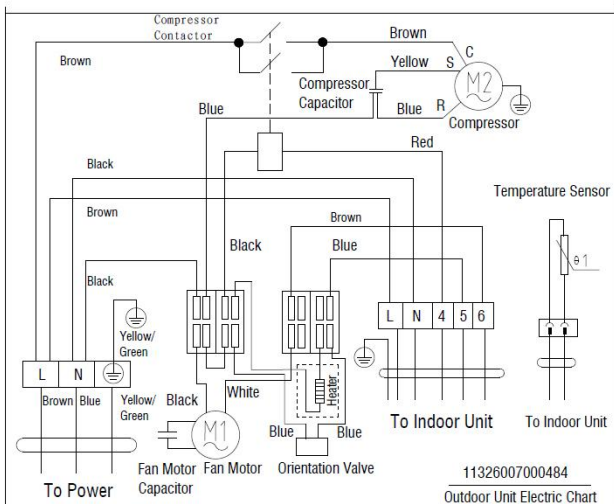 Compressor
Contactor
Brown
C
Yellow
S
M2
Brown
Compressor
Capacitor
Blue
Blue
R
Compressor
Red
Black
Temperature Sensor
Brown
Brown
Black
Blue
θ1
Black
Yellow/
Green
L N 4 5 6
L N
Yellow/
Green
Brown Blue
Black
White
Heater
M1
Blue
Blue
To Indoor Unit
To Indoor Unit
Fan Motor
Capacitor
Fan Motor
Orientation Valve
To Power
11326007000484
Outdoor Unit Electric Chart